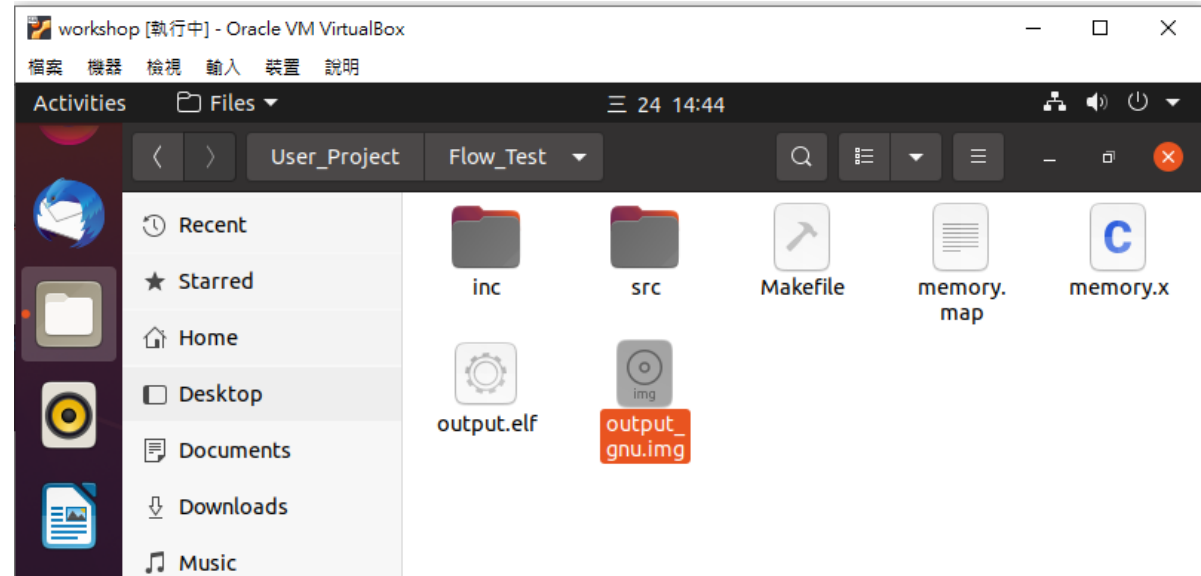 workshop [執行中] - Oracle VM VirtualBox
檔案 機器 檢視 輸入 裝置 說明
Activities Files 三 24 14:44
User_Project Flow_Test
Recent
Starred
Home
Desktop
Documents
Downloads
Music
inc src Makefile memory. memory.x
map
C
output.elf output_
gnu.img
img